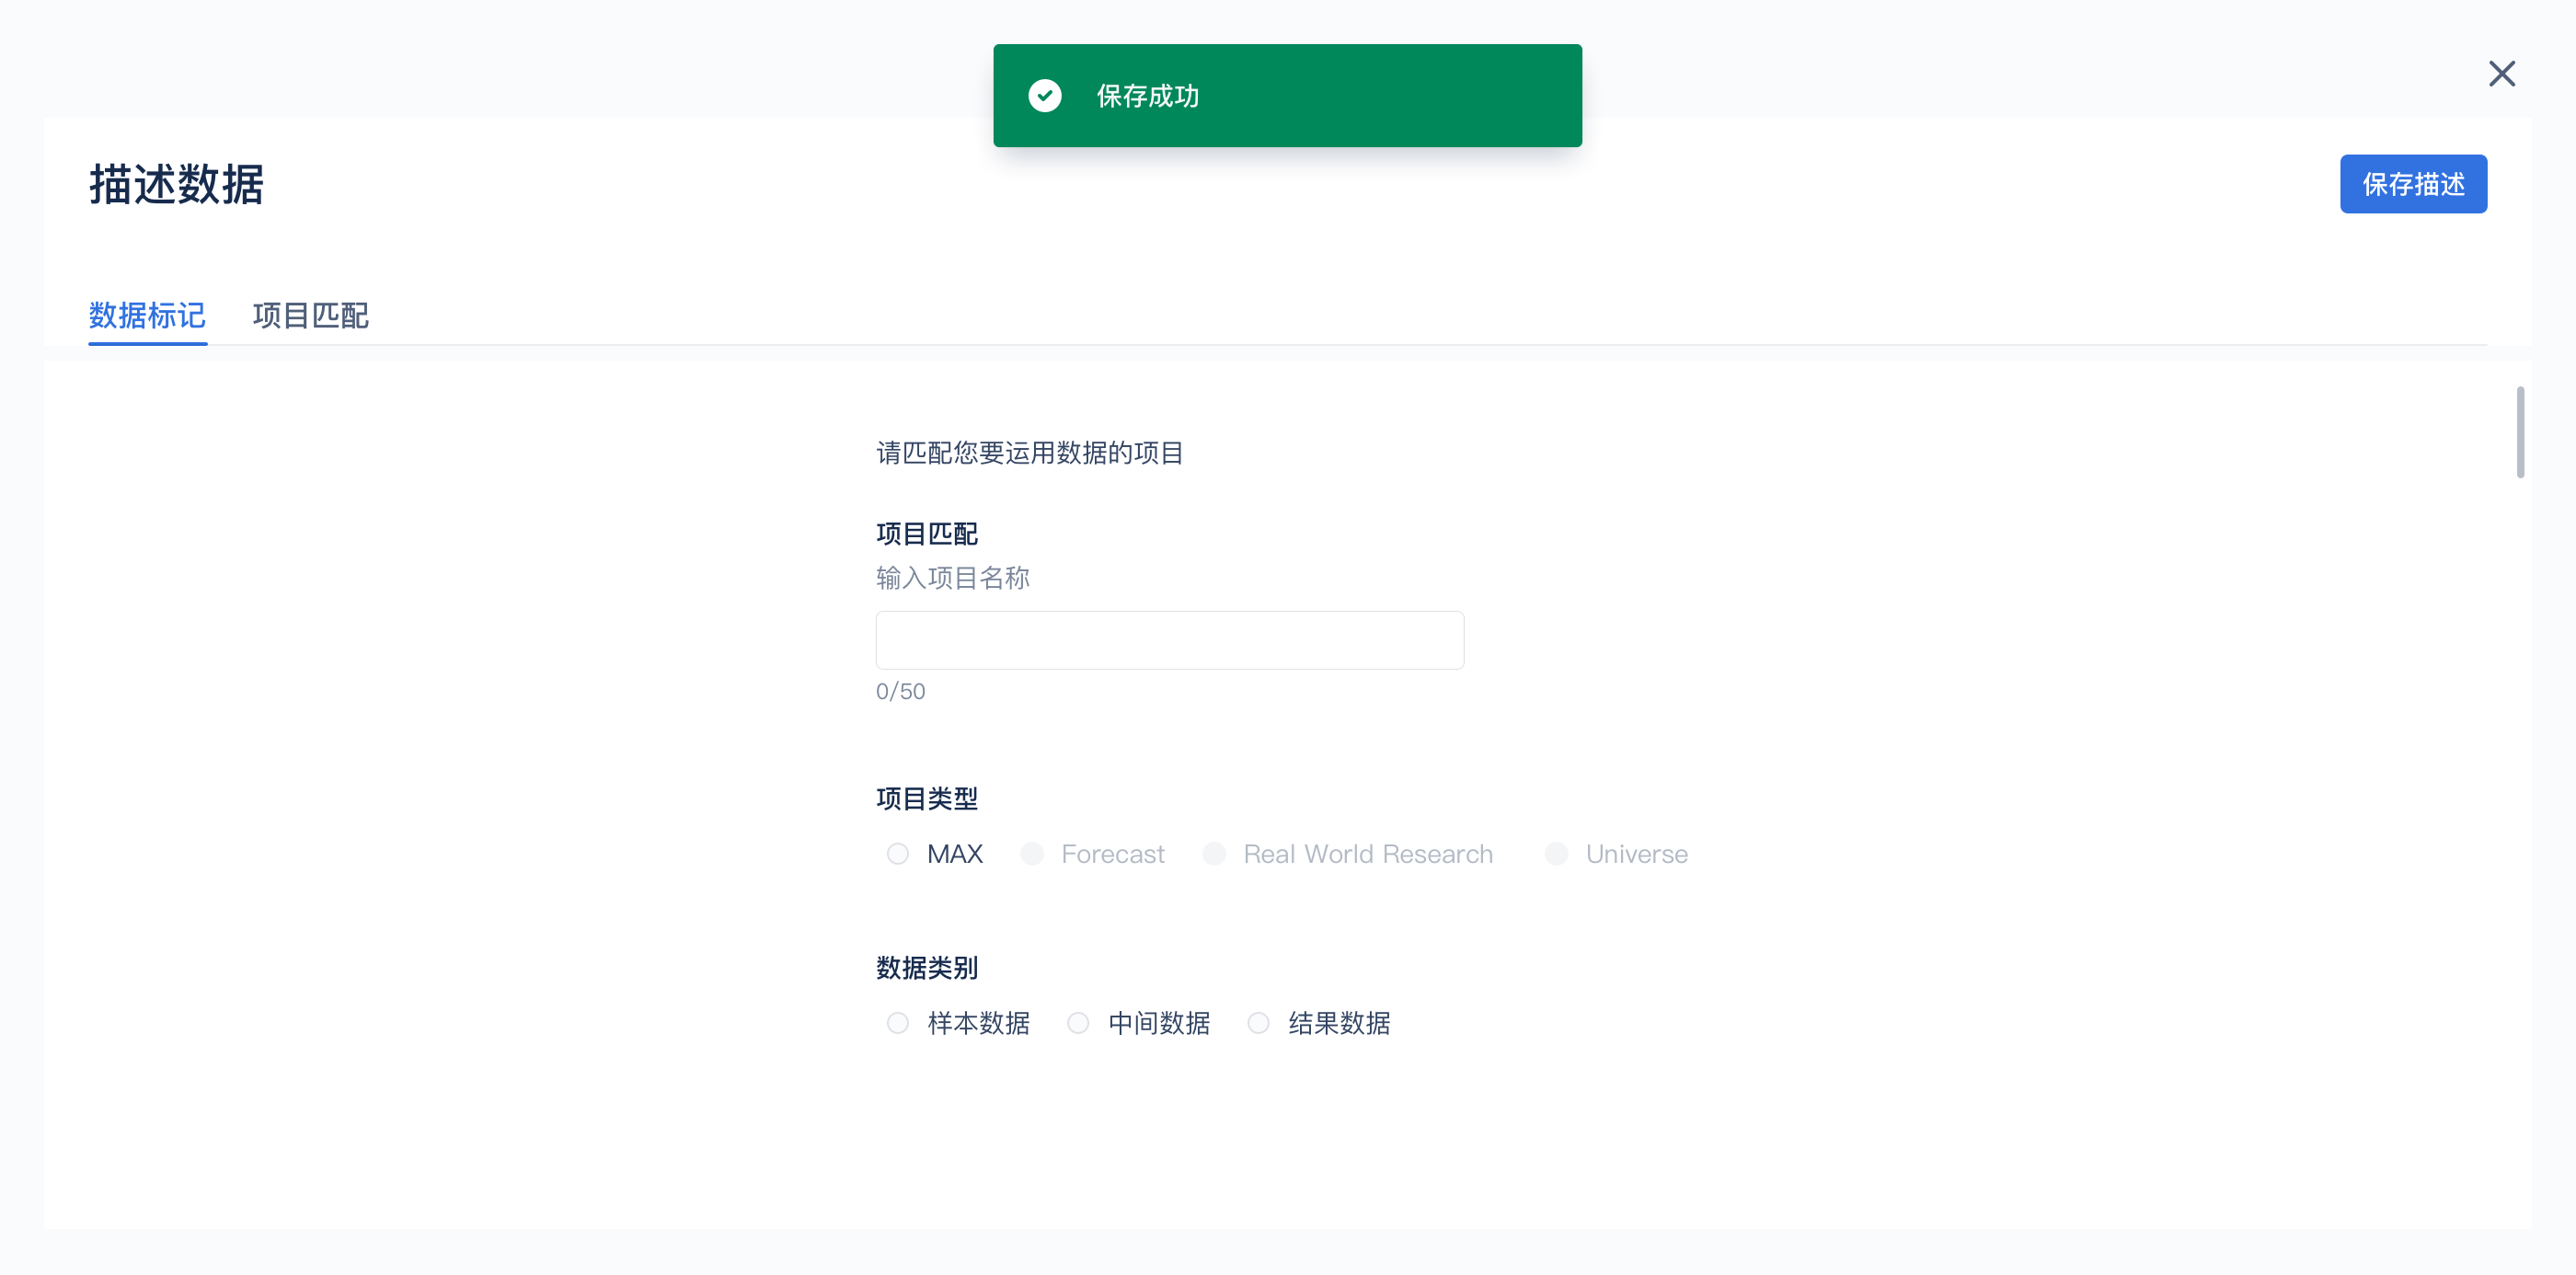 保存成功
描述数据
保存描述
数据标记 项目匹配
请匹配您要运用数据的项目
项目匹配
输入项目名称
0/50
项目类型
MAX Forecast Real World Research Universe
数据类别
样本数据 中间数据 结果数据